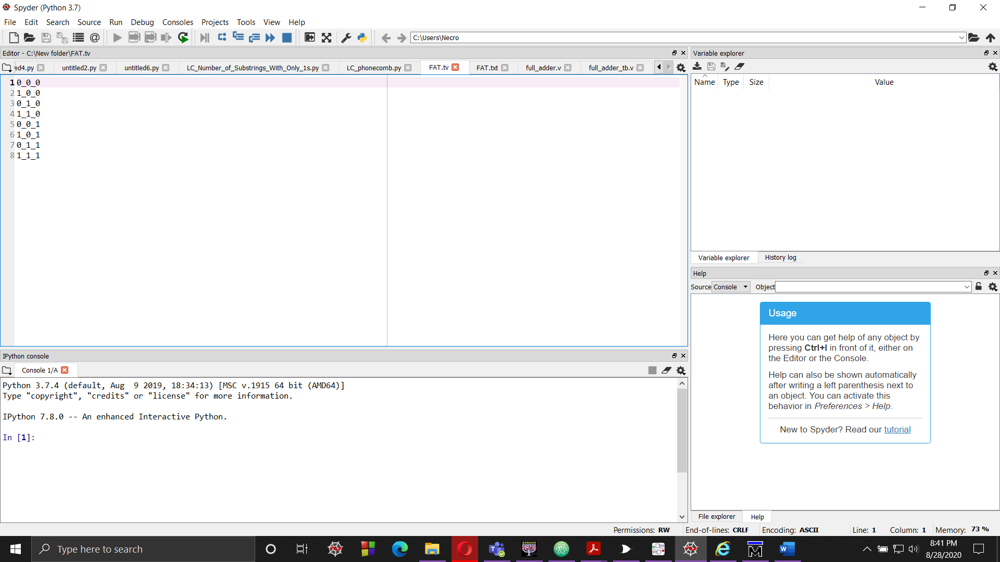 Spyder (Python 3.7)
File Edit Search Source Run Debug Consoles Projects Tools View Help
C:\Users\Necro
Editor - C:\New folder\FAT.tv
ed4.py untitled2.py untitled6.py LC_Number_of_Substrings_With_Only_1s.py LC_phonecomb.py FAT.tv FAT.txt full_adder.v full_adder_tb.v
1 0_0_0
2 1_0_0
3 0_1_0
4 1_1_0
5 0_0_1
6 1_0_1
7 0_1_1
8 1_1_1
IPython console
Console 1/A
Python 3.7.4 (default, Aug  9 2019, 18:34:13) [MSC v.1915 64 bit (AMD64)]
Type "copyright", "credits" or "license" for more information.
IPython 7.8.0 -- An enhanced Interactive Python.
In [1]:
Variable explorer
Name Type Size Value
Variable explorer History log
Help
Source Console Object
Usage
Here you can get help of any object by
pressing Ctrl+I in front of it, either on
the Editor or the Console.
Help can also be shown automatically
after writing a left parenthesis next to
an object. You can activate this
behavior in Preferences > Help.
New to Spyder? Read our tutorial
File explorer Help
Permissions: RW End-of-lines: CRLF Encoding: ASCII Line: 1 Column: 1 Memory: 73 %
Type here to search
8:41 PM
8/28/2020